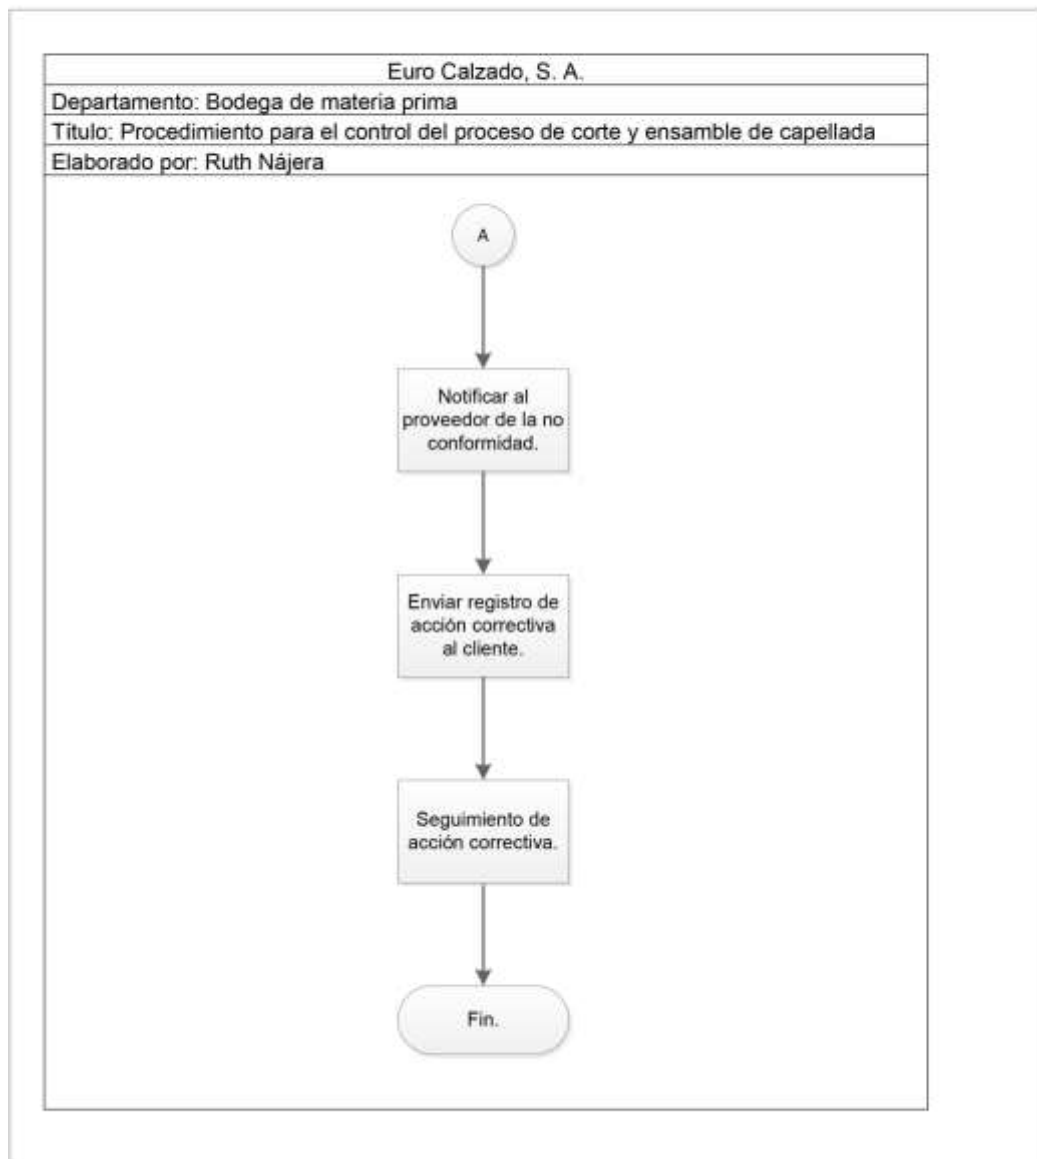 Euro Calzado, S. A.
Departamento: Bodega de materia prima
Título: Procedimiento para el control del proceso de corte y ensamble de capellada
Elaborado por: Ruth Nájera
A
Notificar al
proveedor de la no
conformidad.
Enviar registro de
acción correctiva
al cliente.
Seguimiento de
acción correctiva.
Fin.